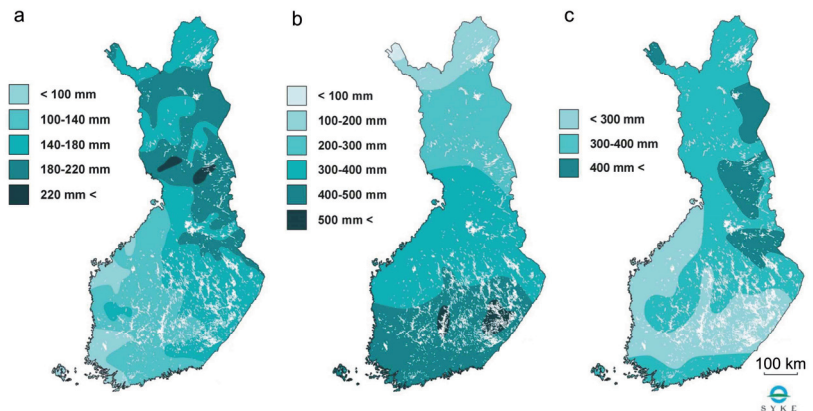 a
< 100 mm
100-140 mm
140-180 mm
180-220 mm
220 mm <
b
< 100 mm
100-200 mm
200-300 mm
300-400 mm
400-500 mm
500 mm <
c
< 300 mm
300-400 mm
400 mm <
100 km
SYKE